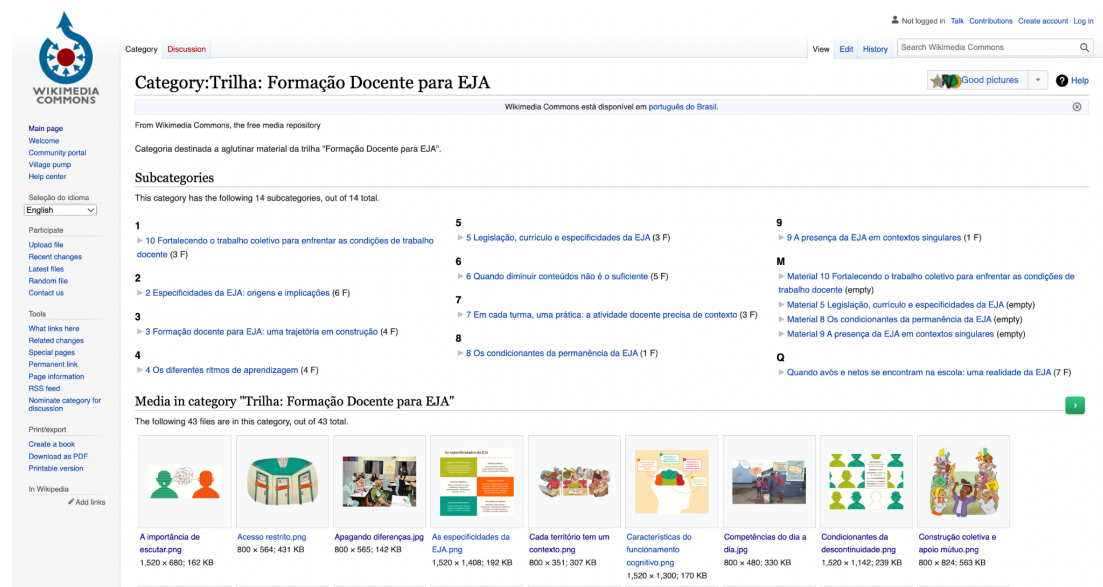 Not logged in Talk Contributions Create account Log in
WIKIMEDIA
COMMONS
Category Discussion View Edit History Search Wikimedia Commons
Category:Trilha: Formação Docente para EJA
Good pictures Help
Wikimedia Commons está disponível em português do Brasil.
From Wikimedia Commons, the free media repository
Categoria destinada a aglutinar material da trilha "Formação Docente para EJA".
Main page
Welcome
Community portal
Village pump
Help center
Seleção do idioma
English
Participate
Upload file
Recent changes
Latest files
Random file
Contact us
Tools
What links here
Related changes
Special pages
Permanent link
Page information
RSS feed
Nominate category for
discussion
Print/export
Create a book
Download as PDF
Printable version
In Wikipedia
Add links
Subcategories
This category has the following 14 subcategories, out of 14 total.
1
10 Fortalecendo o trabalho coletivo para enfrentar as condições de trabalho
docente (3 F)
2
2 Especificidades da EJA: origens e implicações (6 F)
3
3 Formação docente para EJA: uma trajetória em construção (4 F)
4
4 Os diferentes ritmos de aprendizagem (4 F)
5
5 Legislação, currículo e especificidades da EJA (3 F)
6
6 Quando diminuir conteúdos não é o suficiente (5 F)
7
7 Em cada turma, uma prática: a atividade docente precisa de contexto (3 F)
8
8 Os condicionantes da permanência da EJA (1 F)
9
9 A presença da EJA em contextos singulares (1 F)
M
Material 10 Fortalecendo o trabalho coletivo para enfrentar as condições de
trabalho docente (empty)
Material 5 Legislação, currículo e especificidades da EJA (empty)
Material 8 Os condicionantes da permanência da EJA (empty)
Material 9 A presença da EJA em contextos singulares (empty)
Q
Quando avós e netos se encontram na escola: uma realidade da EJA (7 F)
Media in category "Trilha: Formação Docente para EJA"
The following 43 files are in this category, out of 43 total.
As especificidades da EJA
A importância de
escutar.png
1,520 × 680; 162 KB
Acesso restrito.png
800 × 564; 431 KB
Apagando diferenças.jpg
800 × 565; 142 KB
As especificidades da
EJA.png
1,520 × 1,408; 192 KB
Cada território tem um
contexto.png
800 × 351; 307 KB
Características do
funcionamento
cognitivo.png
1,520 × 1,300; 170 KB
Competências do dia a
dia.jpg
800 × 480; 330 KB
Condicionantes da
descontinuidade.png
1,520 × 1,142; 239 KB
Construção coletiva e
apoio mútuo.png
800 × 824; 563 KB